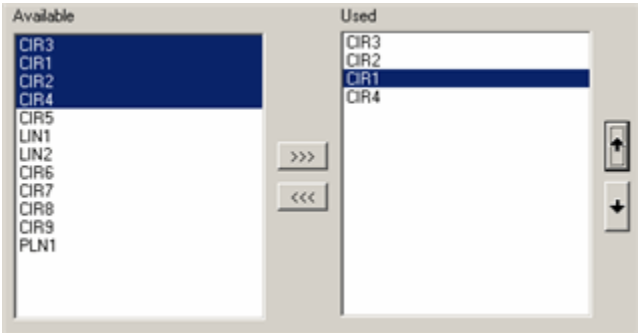 Available
CIR3
CIR1
CIR2
CIR4
CIR5
LIN1
LIN2
CIR6
CIR7
CIR8
CIR9
PLN1
>>>
<<<
Used
CIR3
CIR2
CIR1
CIR4